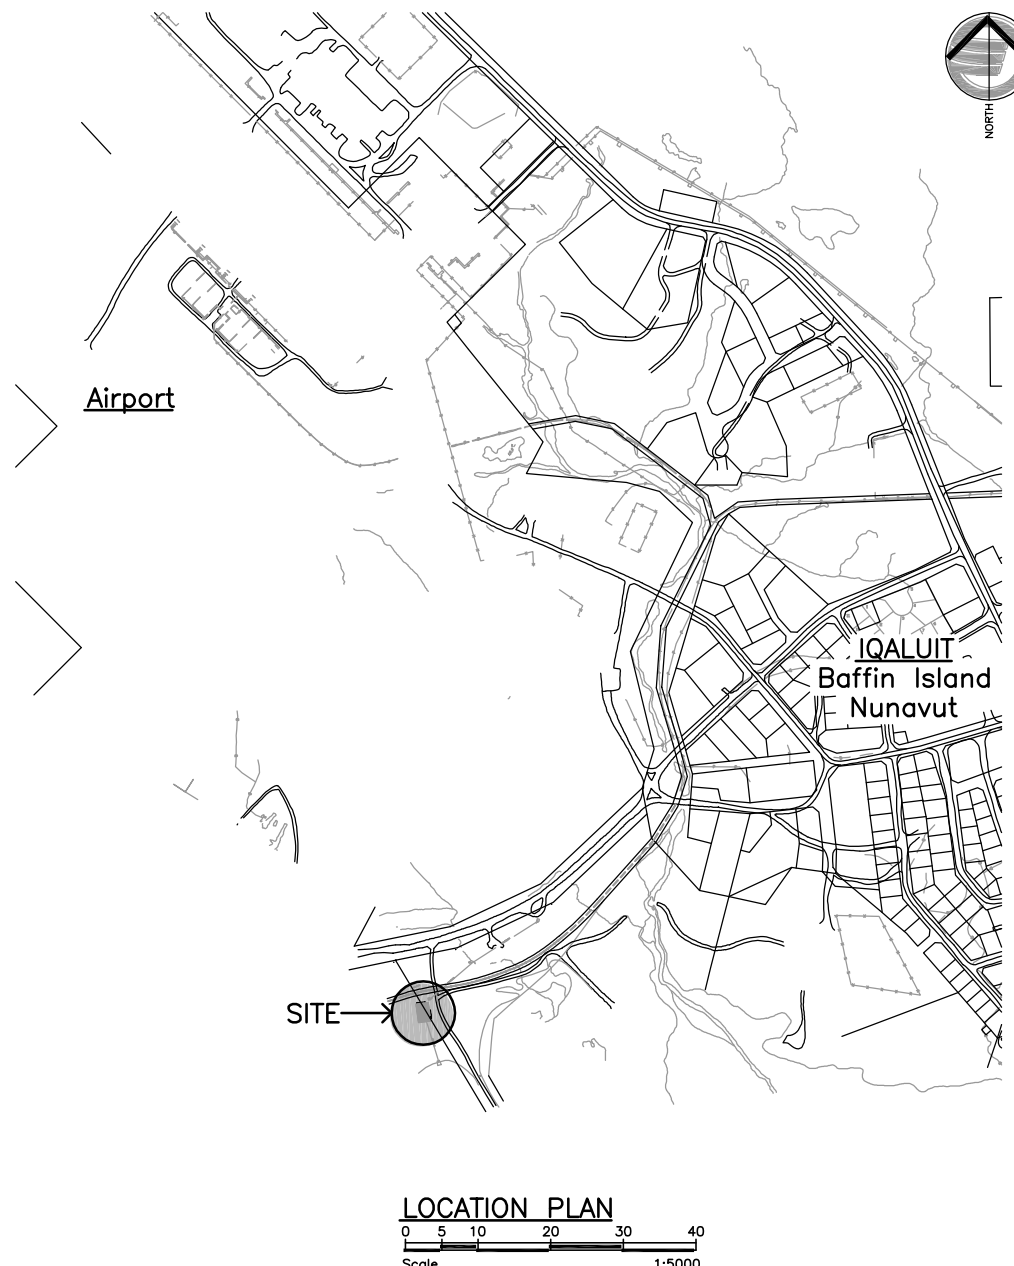 NORTH
Airport
IQALUIT
Baffin Island
Nunavut
SITE
LOCATION PLAN
0 5 10 20 30 40
Scale 1:5000